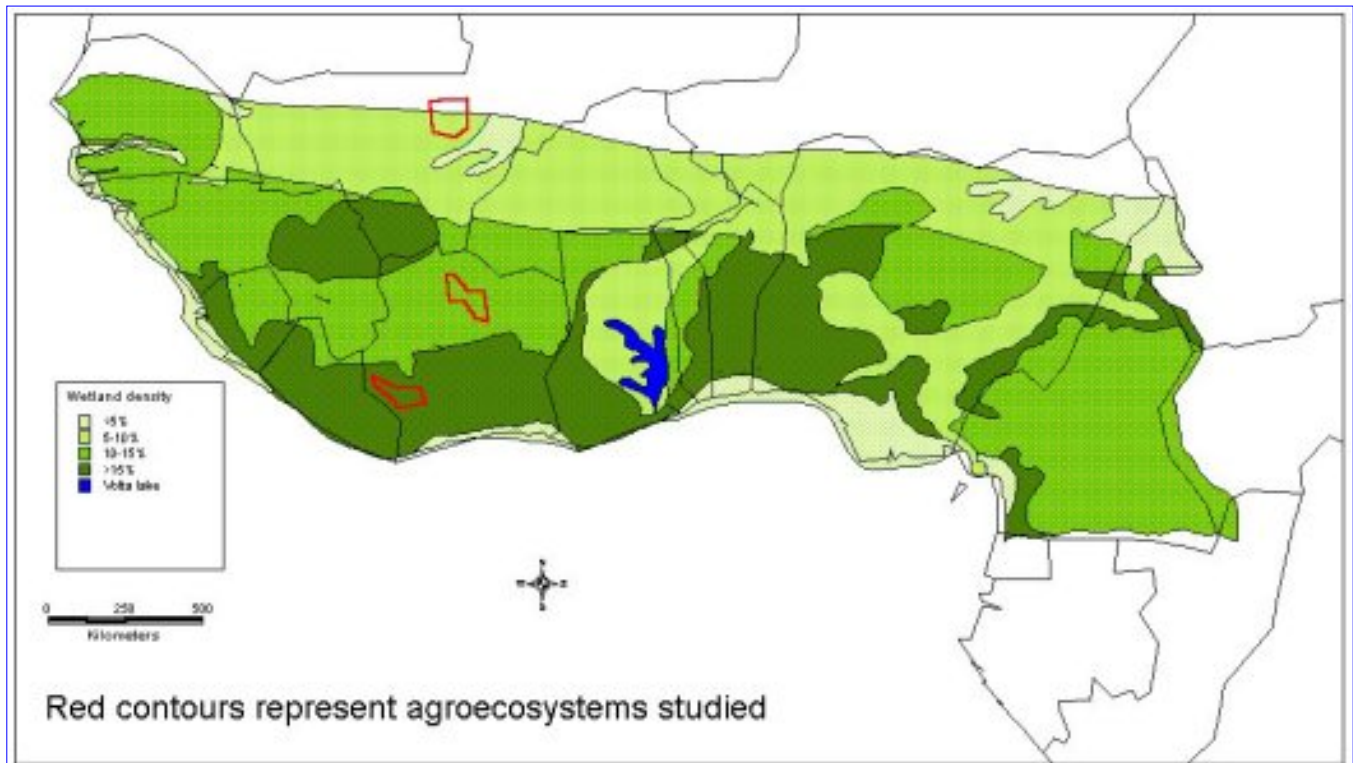 Wetland density
<5%
5-10%
10-15%
>15%
Volta lake
N
W
E
S
0 250 500
Kilometers
Red contours represent agroecosystems studied